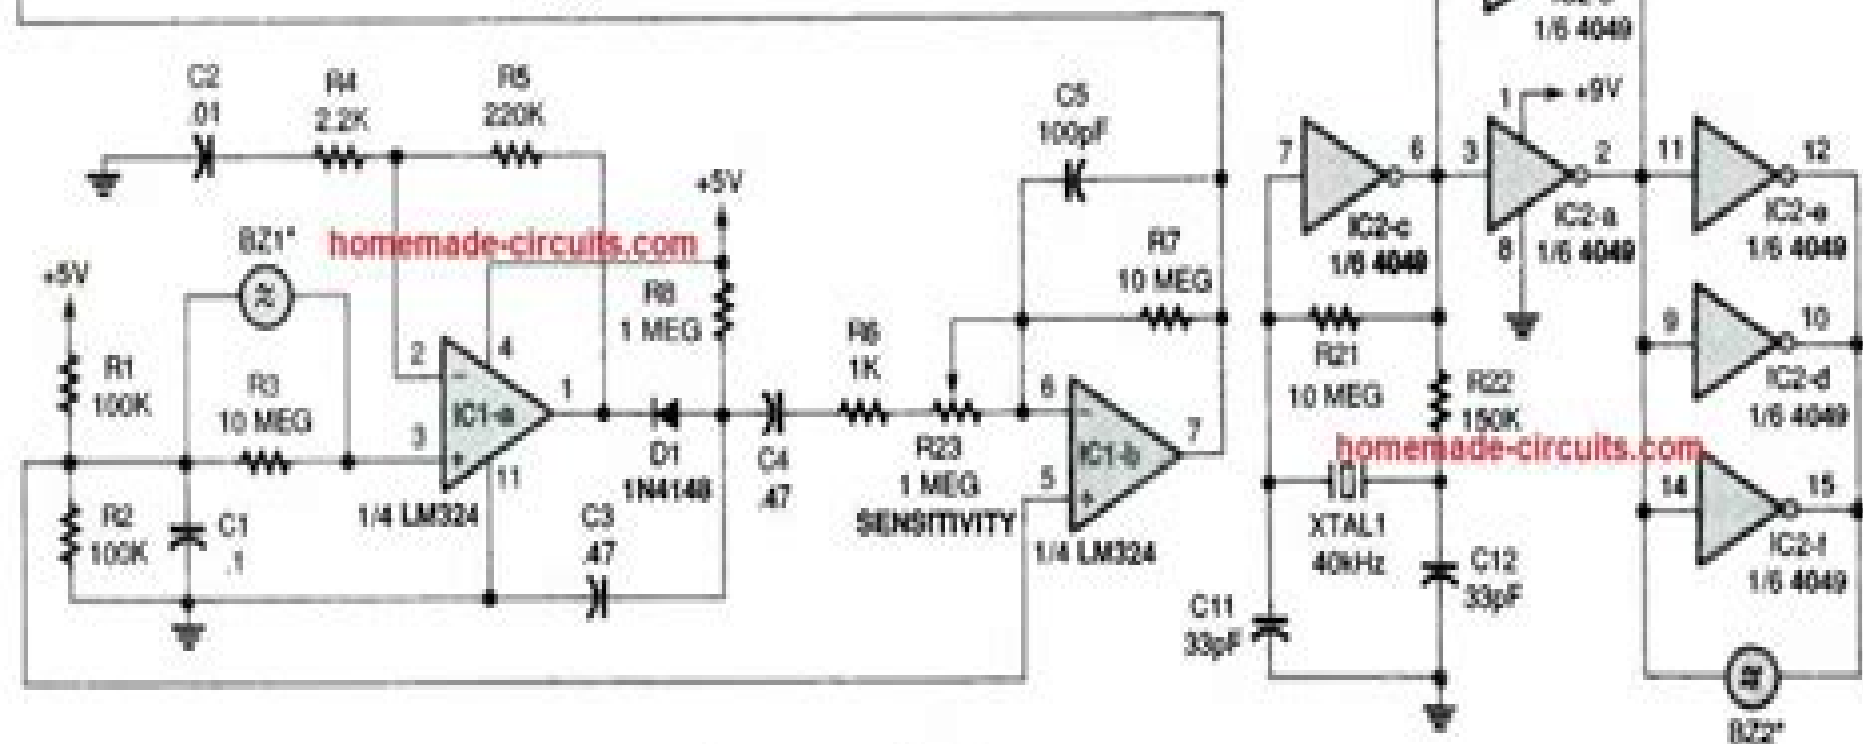 1/6 4049
C2
.01
R4
2.2K
R5
220K
+5V
C5
100pF
1
+9V
7
6
3
2
11
12
IC2-c
1/6 4049
IC2-a
1/6 4049
8
IC2-e
1/6 4049
BZ1*
homemade-circuits.com
+5V
R8
1 MEG
R7
10 MEG
R1
100K
R3
10 MEG
2
4
IC1-a
1
3
11
1/4 LM324
D1
1N4148
C4
.47
R6
1K
R23
1 MEG
SENSITIVITY
6
IC1-b
7
5
1/4 LM324
R21
10 MEG
R22
150K
homemade-circuits.com
9
10
IC2-d
1/6 4049
14
15
IC2-f
1/6 4049
R2
100K
C1
.1
C3
.47
XTAL1
40kHz
C12
33pF
C11
33pF
BZ2*